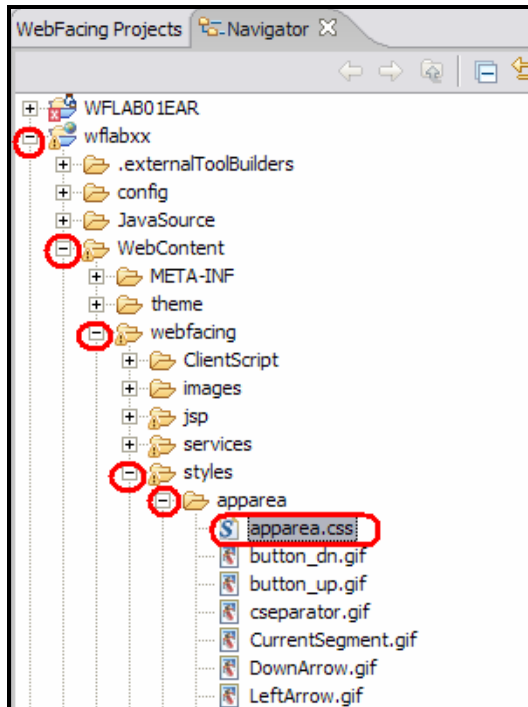 WebFacing Projects Navigator
WFLAB01EAR
wflabxx
.externalToolBuilders
config
JavaSource
WebContent
META-INF
theme
webfacing
ClientScript
images
jsp
services
styles
apparea
apparea.css
button_dn.gif
button_up.gif
cseparator.gif
CurrentSegment.gif
DownArrow.gif
LeftArrow.gif